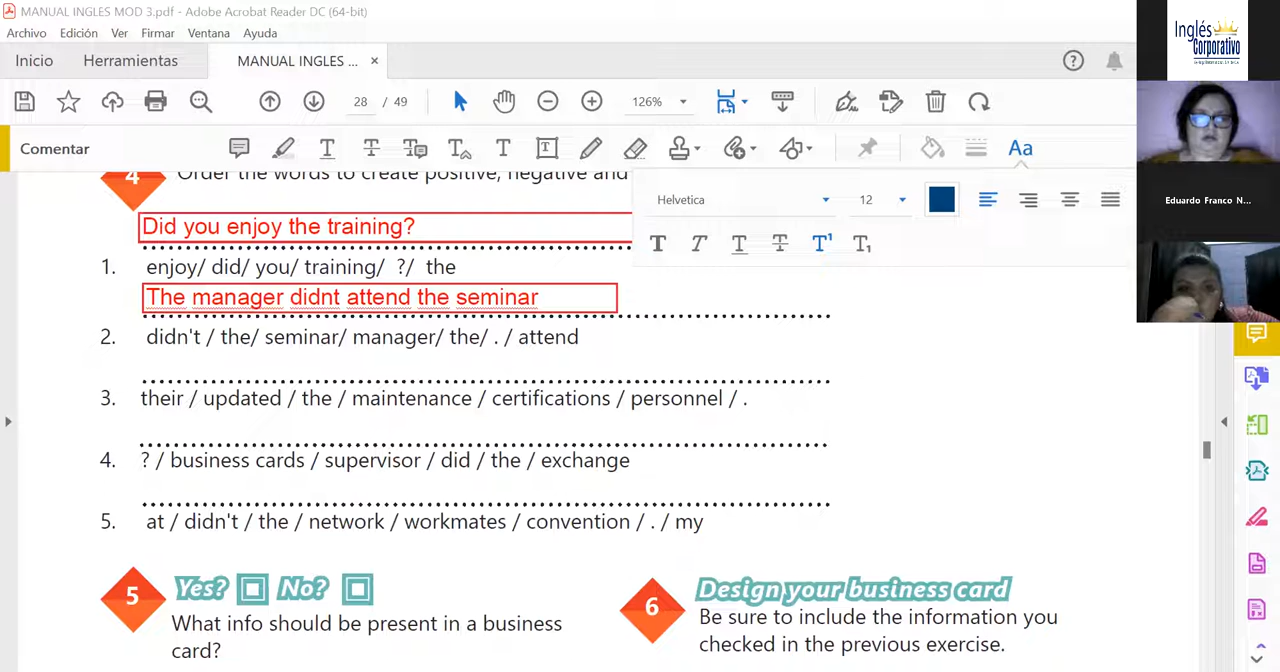 MANUAL INGLES MOD 3.pdf - Adobe Acrobat Reader DC (64-bit)
Archivo Edición Ver Firmar Ventana Ayuda
Inicio Herramientas MANUAL INGLES ... ×
28 / 49 126%
Comentar
Helvetica 12
4 Order the words to create positive, negative and
Did you enjoy the training?
1. enjoy/ did/ you/ training/ ?/ the
The manager didnt attend the seminar
2. didn't / the/ seminar/ manager/ the/ . / attend
3. their / updated / the / maintenance / certifications / personnel / .
4. ? / business cards / supervisor / did / the / exchange
5. at / didn't / the / network / workmates / convention / . / my
5 Yes? No?
What info should be present in a business
card?
6 Design your business card
Be sure to include the information you
checked in the previous exercise.
Inglés
Corporativo
Eduardo Franco N...